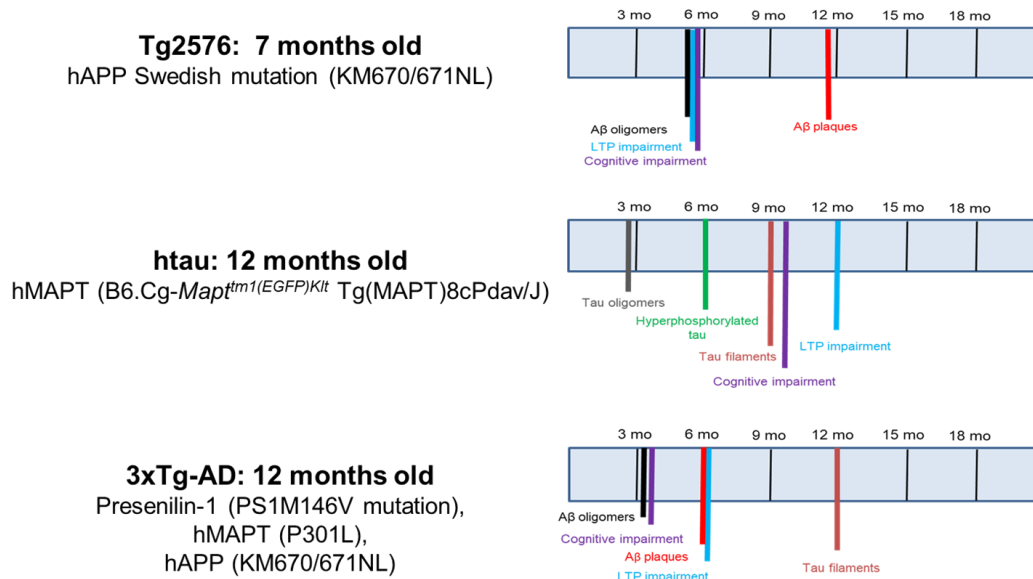 Tg2576: 7 months old
hAPP Swedish mutation (KM670/671NL)
3 mo 6 mo 9 mo 12 mo 15 mo 18 mo
Aβ oligomers
LTP impairment
Cognitive impairment
Aβ plaques
htau: 12 months old
hMAPT (B6.Cg-Mapttm1(EGFP)Klt Tg(MAPT)8cPdav/J)
3 mo 6 mo 9 mo 12 mo 15 mo 18 mo
Tau oligomers
Hyperphosphorylated
tau
Tau filaments
LTP impairment
Cognitive impairment
3xTg-AD: 12 months old
Presenilin-1 (PS1M146V mutation),
hMAPT (P301L),
hAPP (KM670/671NL)
3 mo 6 mo 9 mo 12 mo 15 mo 18 mo
Aβ oligomers
Cognitive impairment
Aβ plaques
LTP impairment
Tau filaments